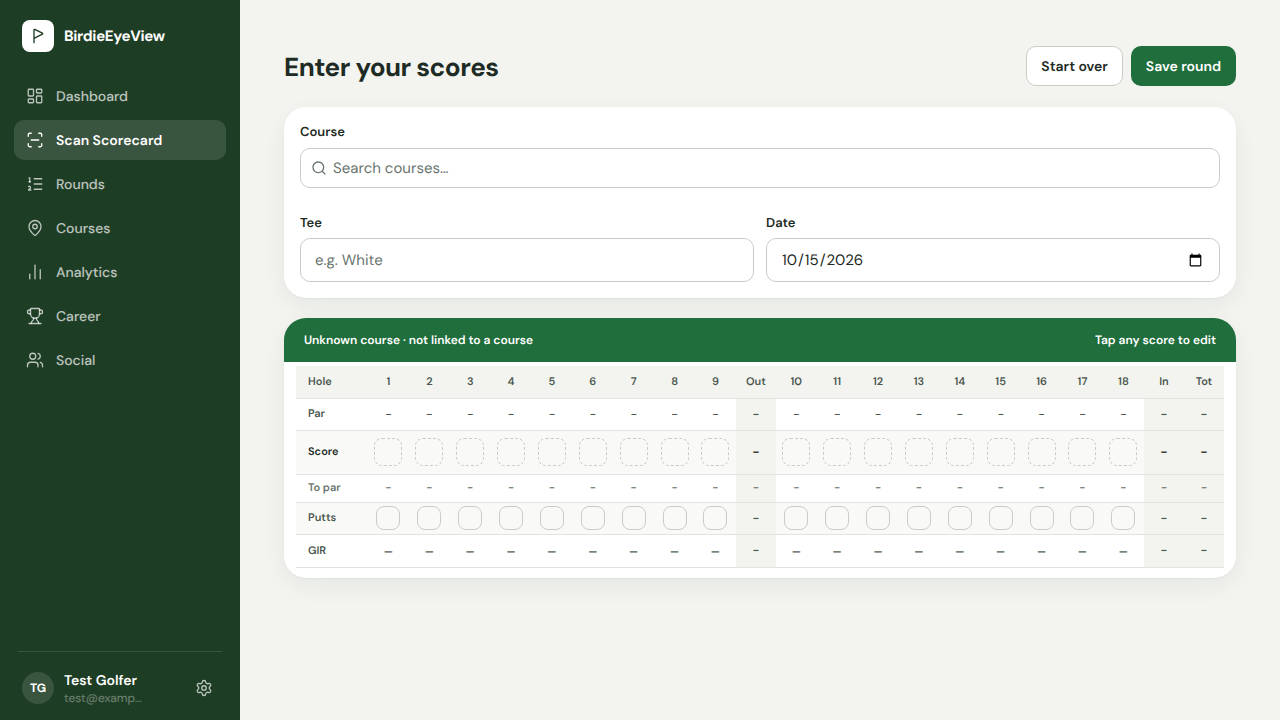 BirdieEyeView
Dashboard
Scan Scorecard
Rounds
Courses
Analytics
Career
Social
TG
Test Golfer
test@examp...
Enter your scores
Start over
Save round
Course
Search courses...
Tee
Date
e.g. White
10/15/2026
Unknown course · not linked to a course
Tap any score to edit
Hole 1 2 3 4 5 6 7 8 9 Out 10 11 12 13 14 15 16 17 18 In Tot
Par – – – – – – – – – – – – – – – – – – – – –
Score – – –
To par – – – – – – – – – – – – – – – – – – – – –
Putts – – –
GIR — — — — — — — — — – — — — — — — — — — – –